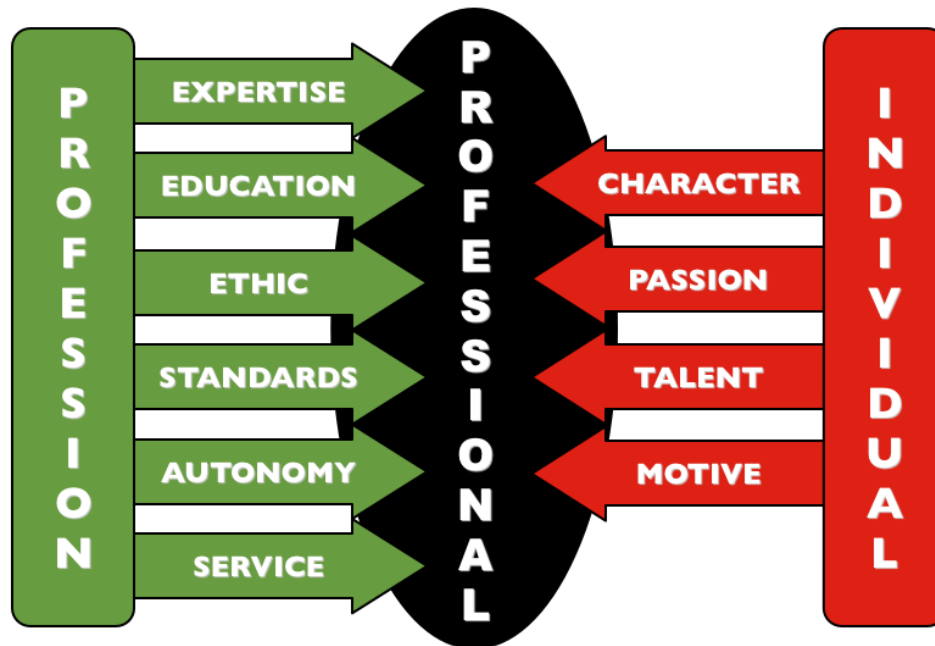 PROFESSION
EXPERTISE
EDUCATION
ETHIC
STANDARDS
AUTONOMY
SERVICE
PROFESSIONAL
CHARACTER
PASSION
TALENT
MOTIVE
INDIVIDUAL